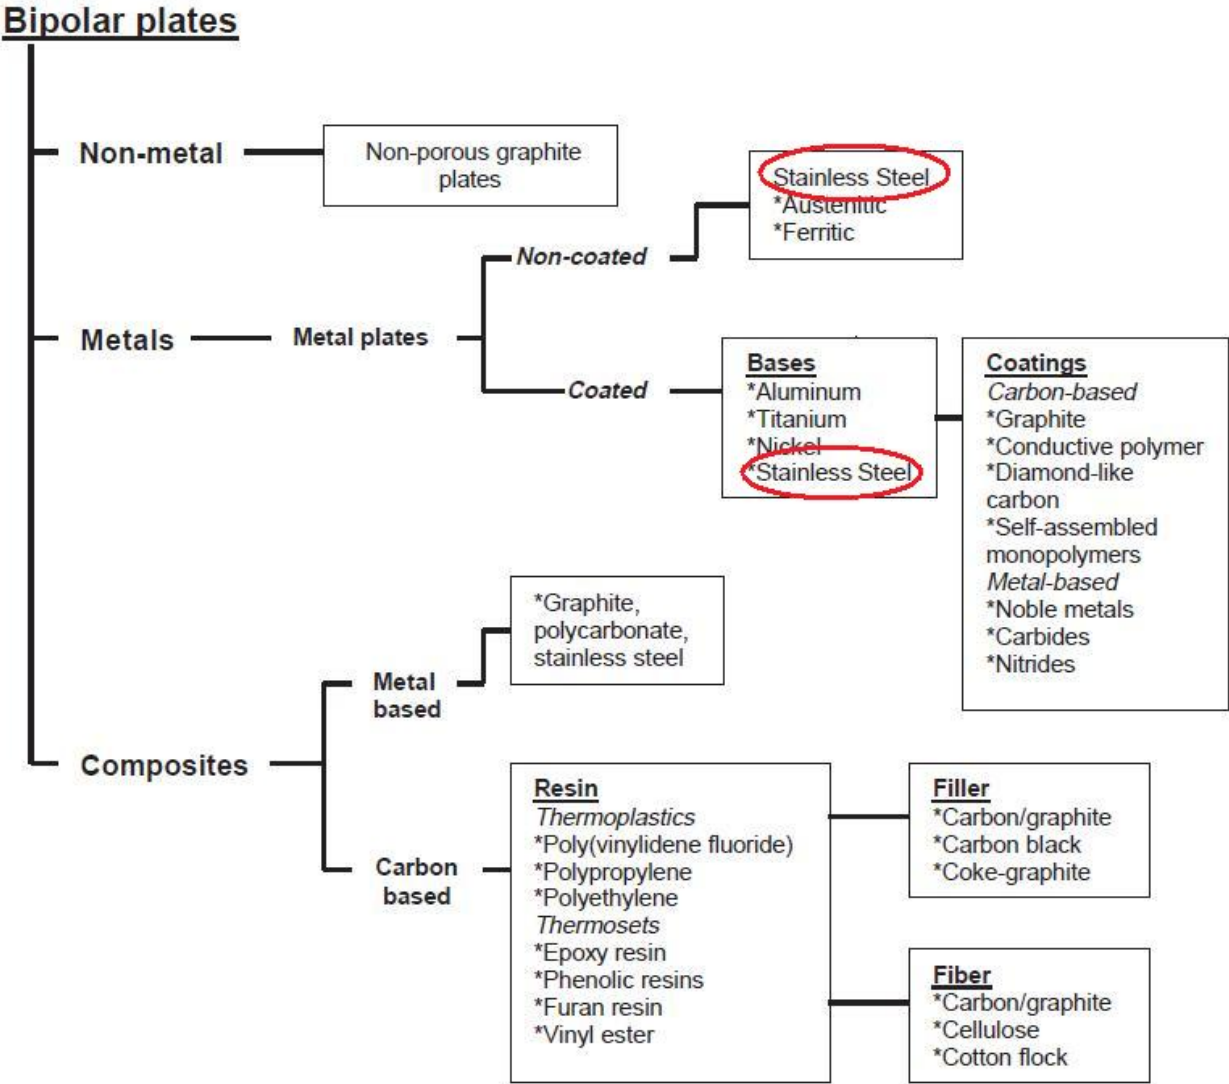 Bipolar plates
Non-metal
Non-porous graphite
plates
Stainless Steel
*Austenitic
*Ferritic
Non-coated
Metals
Metal plates
Coated
Bases
*Aluminum
*Titanium
*Nickel
*Stainless Steel
Coatings
Carbon-based
*Graphite
*Conductive polymer
*Diamond-like
carbon
*Self-assembled
monopolymers
Metal-based
*Noble metals
*Carbides
*Nitrides
*Graphite,
polycarbonate,
stainless steel
Metal
based
Composites
Carbon
based
Resin
Thermoplastics
*Poly(vinylidene fluoride)
*Polypropylene
*Polyethylene
Thermosets
*Epoxy resin
*Phenolic resins
*Furan resin
*Vinyl ester
Filler
*Carbon/graphite
*Carbon black
*Coke-graphite
Fiber
*Carbon/graphite
*Cellulose
*Cotton flock